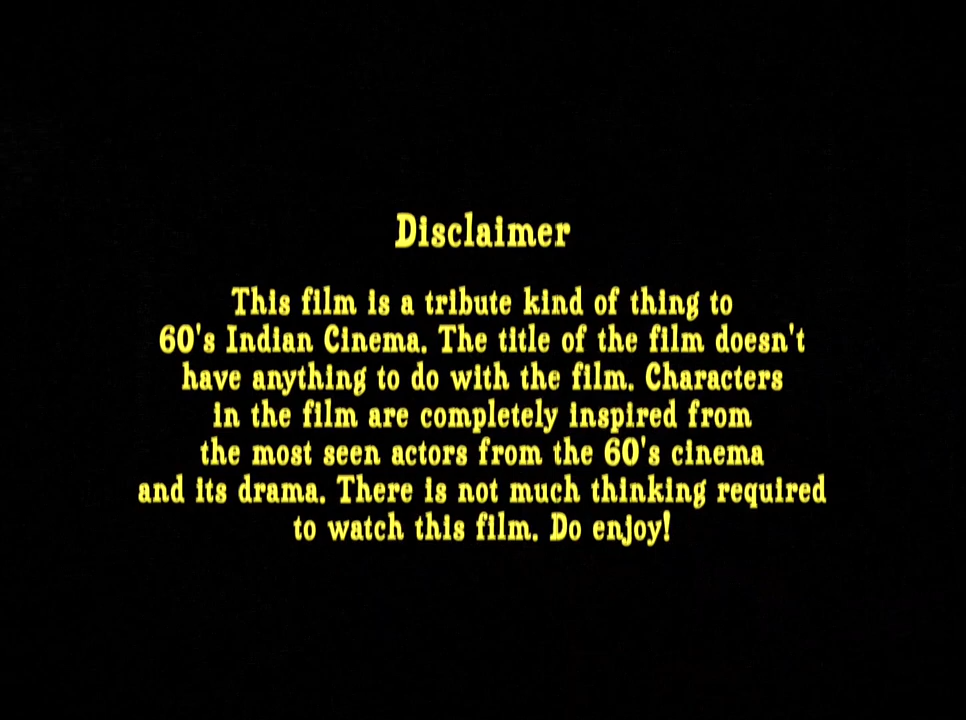 Disclaimer
This film is a tribute kind of thing to
60's Indian Cinema. The title of the film doesn't
have anything to do with the film. Characters
in the film are completely inspired from
the most seen actors from the 60's cinema
and its drama. There is not much thinking required
to watch this film. Do enjoy!